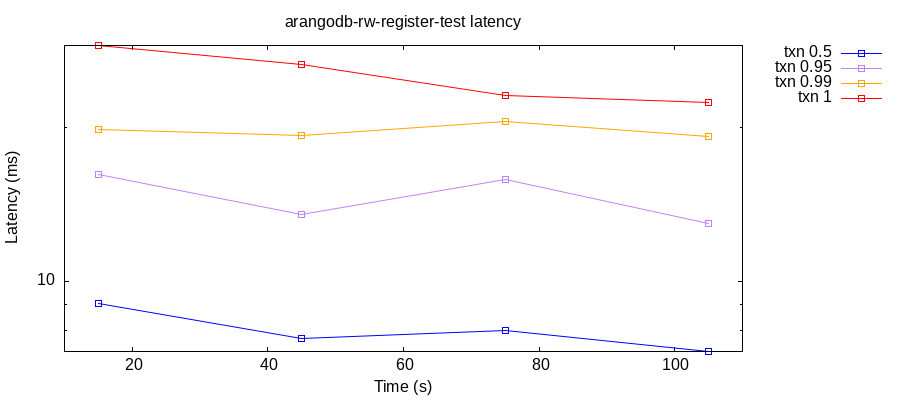 arangodb-rw-register-test latency
txn 0.5
txn 0.95
txn 0.99
txn 1
Latency (ms)
10
20 40 60 80 100
Time (s)